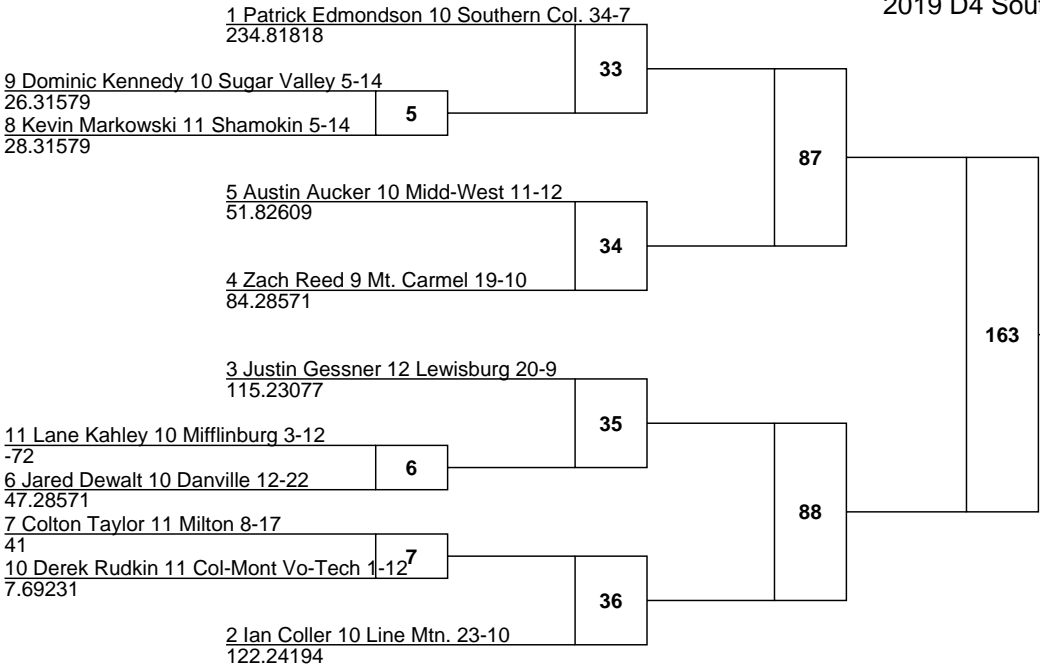 2019 D4 Sout
1 Patrick Edmondson 10 Southern Col. 34-7
234.81818
33
9 Dominic Kennedy 10 Sugar Valley 5-14
26.31579
5
8 Kevin Markowski 11 Shamokin 5-14
28.31579
87
5 Austin Aucker 10 Midd-West 11-12
51.82609
34
4 Zach Reed 9 Mt. Carmel 19-10
84.28571
163
3 Justin Gessner 12 Lewisburg 20-9
115.23077
35
11 Lane Kahley 10 Mifflinburg 3-12
-72
6
6 Jared Dewalt 10 Danville 12-22
47.28571
88
7 Colton Taylor 11 Milton 8-17
41
7
10 Derek Rudkin 11 Col-Mont Vo-Tech 1-12
7.69231
36
2 Ian Coller 10 Line Mtn. 23-10
122.24194